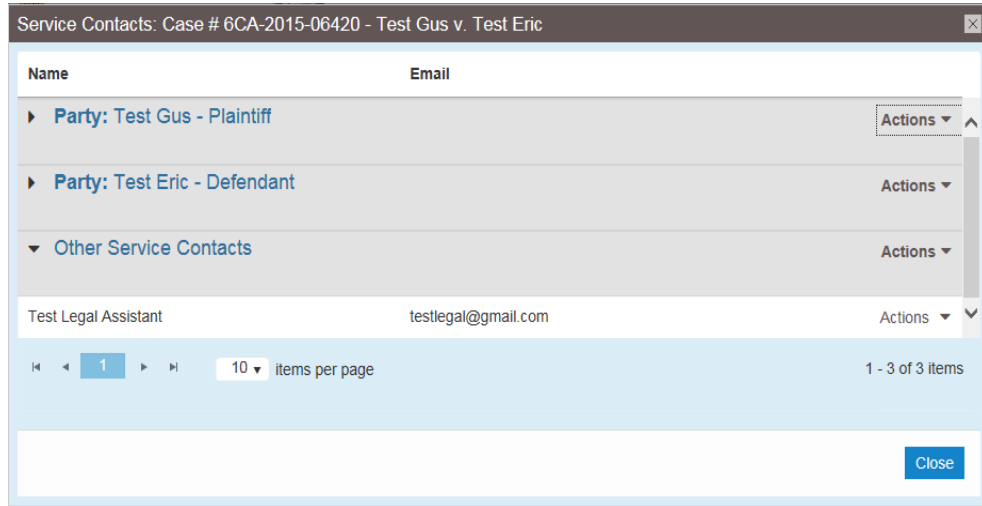 Service Contacts: Case # 6CA-2015-06420 - Test Gus v. Test Eric
Name Email
Party: Test Gus - Plaintiff Actions
Party: Test Eric - Defendant Actions
Other Service Contacts Actions
Test Legal Assistant testlegal@gmail.com Actions
1 10 items per page 1 - 3 of 3 items
Close